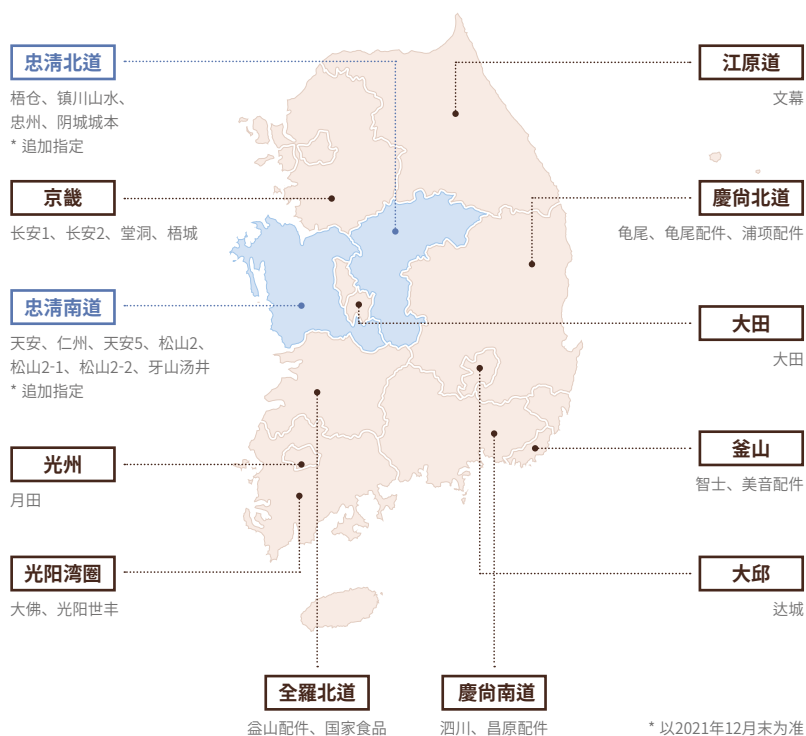 忠淸北道
梧仓、镇川山水、
忠州、阴城城本
* 追加指定
京畿
长安1、长安2、堂洞、梧城
忠淸南道
天安、仁州、天安5、松山2、
松山2-1、松山2-2、牙山汤井
* 追加指定
光州
月田
光阳湾圏
大佛、光阳世丰
江原道
文幕
慶尙北道
龟尾、龟尾配件、浦项配件
大田
大田
釜山
智士、美音配件
大邱
达城
全羅北道
益山配件、国家食品
慶尙南道
泗川、昌原配件
* 以2021年12月末为准